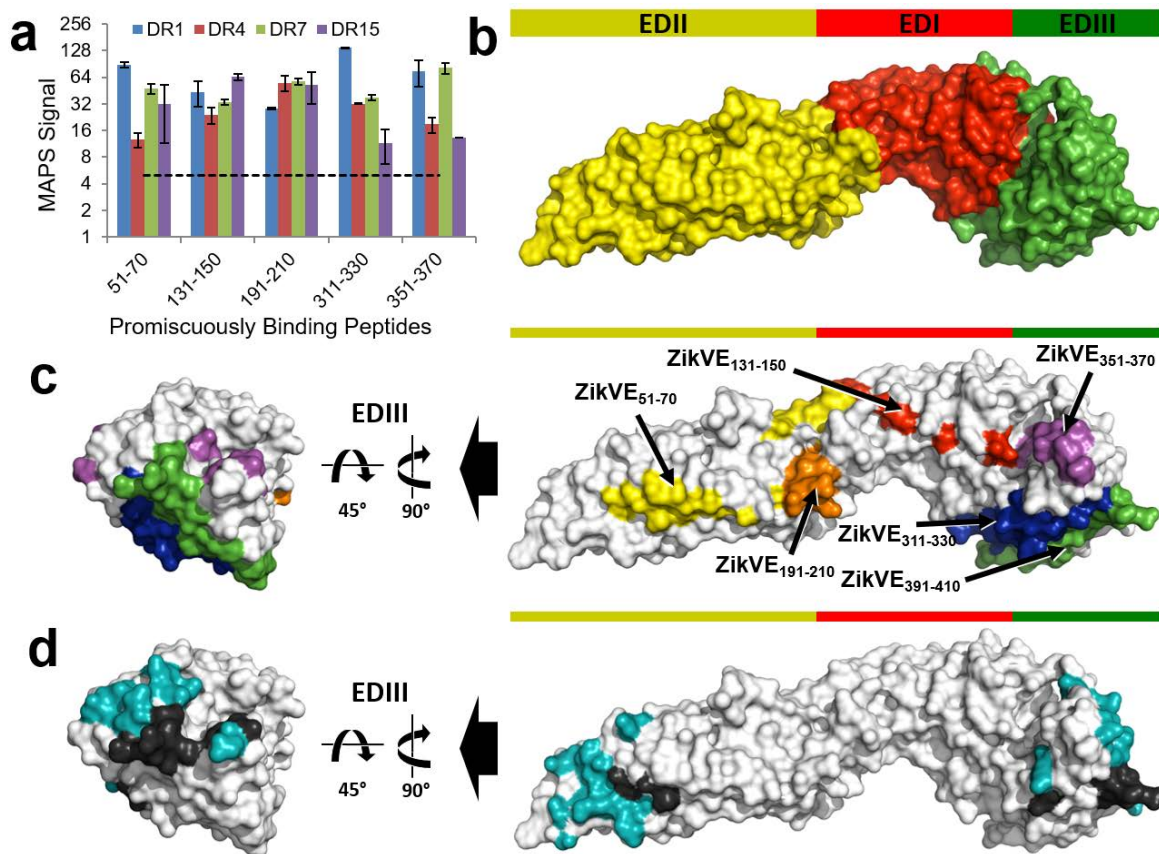 a
256
128
64
32
16
8
4
2
1
MAPS Signal
DR1 DR4 DR7 DR15
51-70
131-150
191-210
311-330
351-370
Promiscuously Binding Peptides
b
EDII EDI EDIII
c
EDIII
45° 90°
ZikVE51-70
ZikVE131-150
ZikVE351-370
ZikVE191-210
ZikVE311-330
ZikVE391-410
d
EDIII
45° 90°